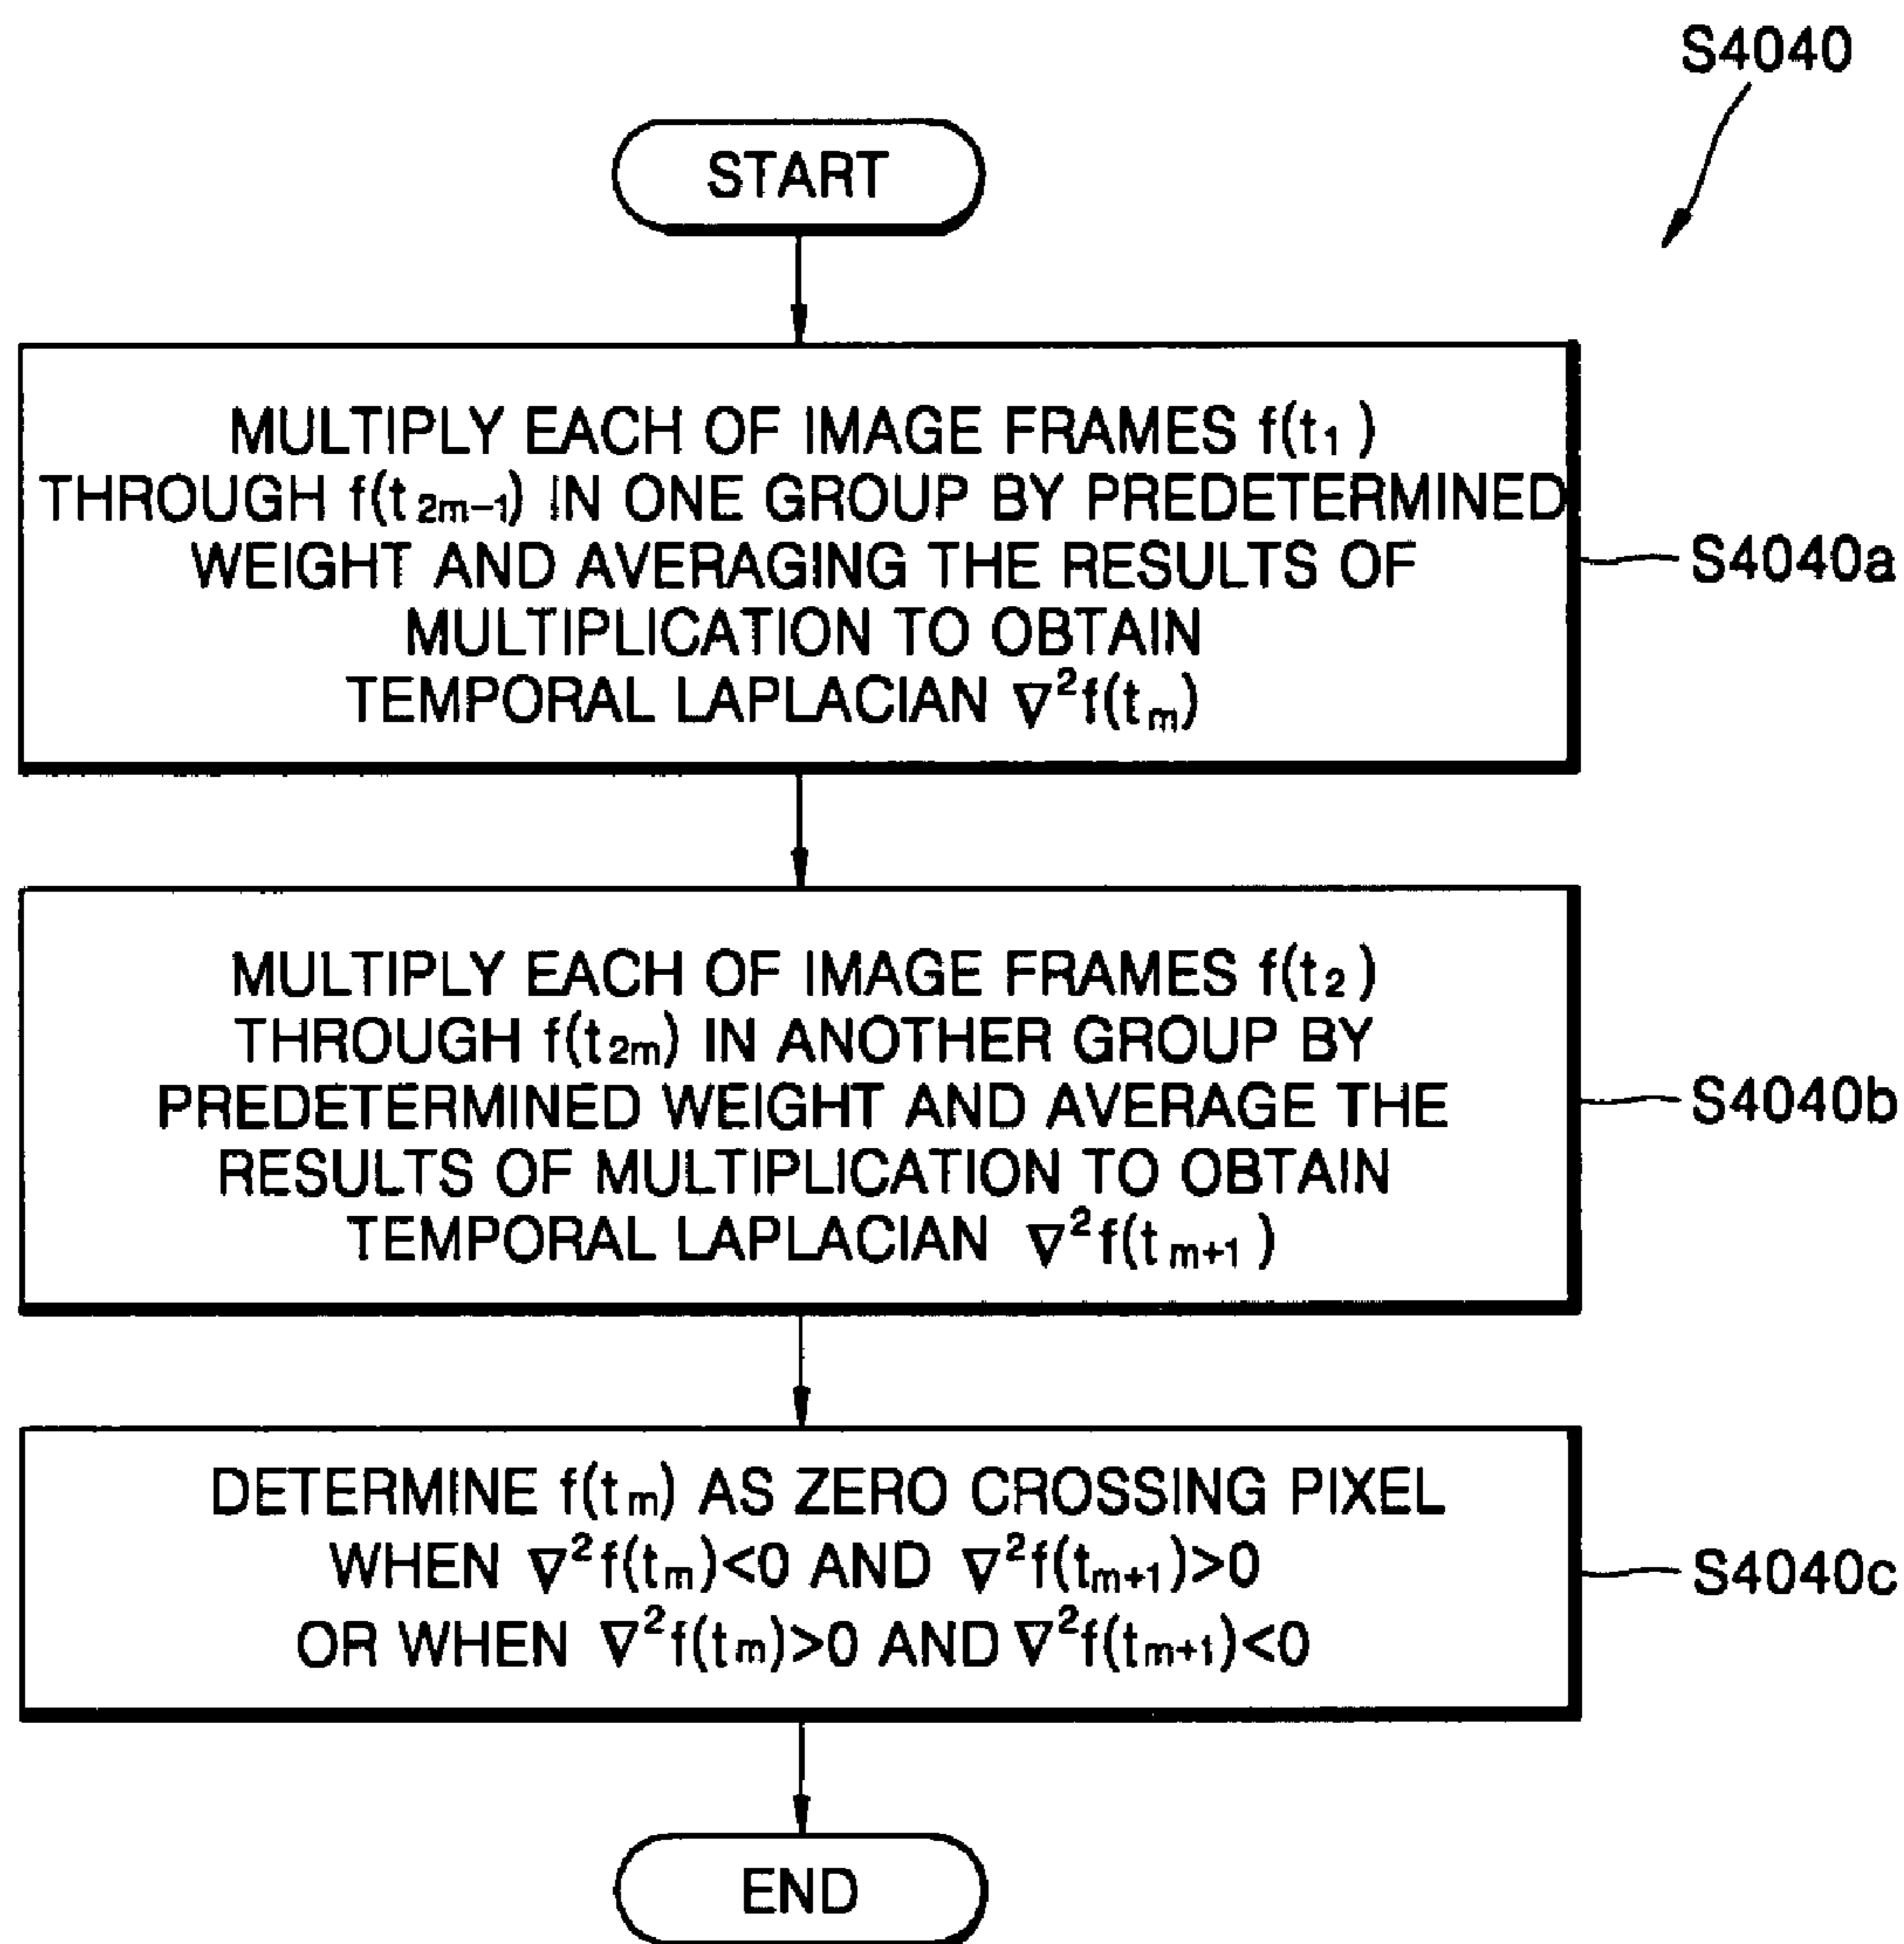 S4040
START
MULTIPLY EACH OF IMAGE FRAMES f(t₁)
THROUGH f(t₂ₘ₋₁) IN ONE GROUP BY PREDETERMINED
WEIGHT AND AVERAGING THE RESULTS OF
MULTIPLICATION TO OBTAIN
TEMPORAL LAPLACIAN ∇²f(tₘ)
S4040a
MULTIPLY EACH OF IMAGE FRAMES f(t₂)
THROUGH f(t₂ₘ) IN ANOTHER GROUP BY
PREDETERMINED WEIGHT AND AVERAGE THE
RESULTS OF MULTIPLICATION TO OBTAIN
TEMPORAL LAPLACIAN ∇²f(tₘ₊₁)
S4040b
DETERMINE f(tₘ) AS ZERO CROSSING PIXEL
WHEN ∇²f(tₘ)<0 AND ∇²f(tₘ₊₁)>0
OR WHEN ∇²f(tₘ)>0 AND ∇²f(tₘ₊₁)<0
S4040c
END